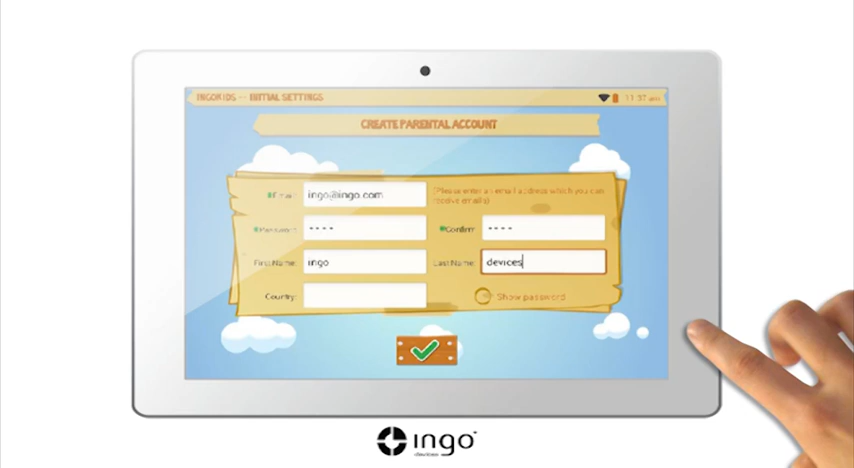 INGOKIDS -- INITIAL SETTINGS
11:37 am
CREATE PARENTAL ACCOUNT
Email: ingo@ingo.com
(Please enter an email address which you can
receive emails)
Password: ····
Confirm: ····
First Name: ingo
Last Name: devices
Country:
Show password
ingo
devices